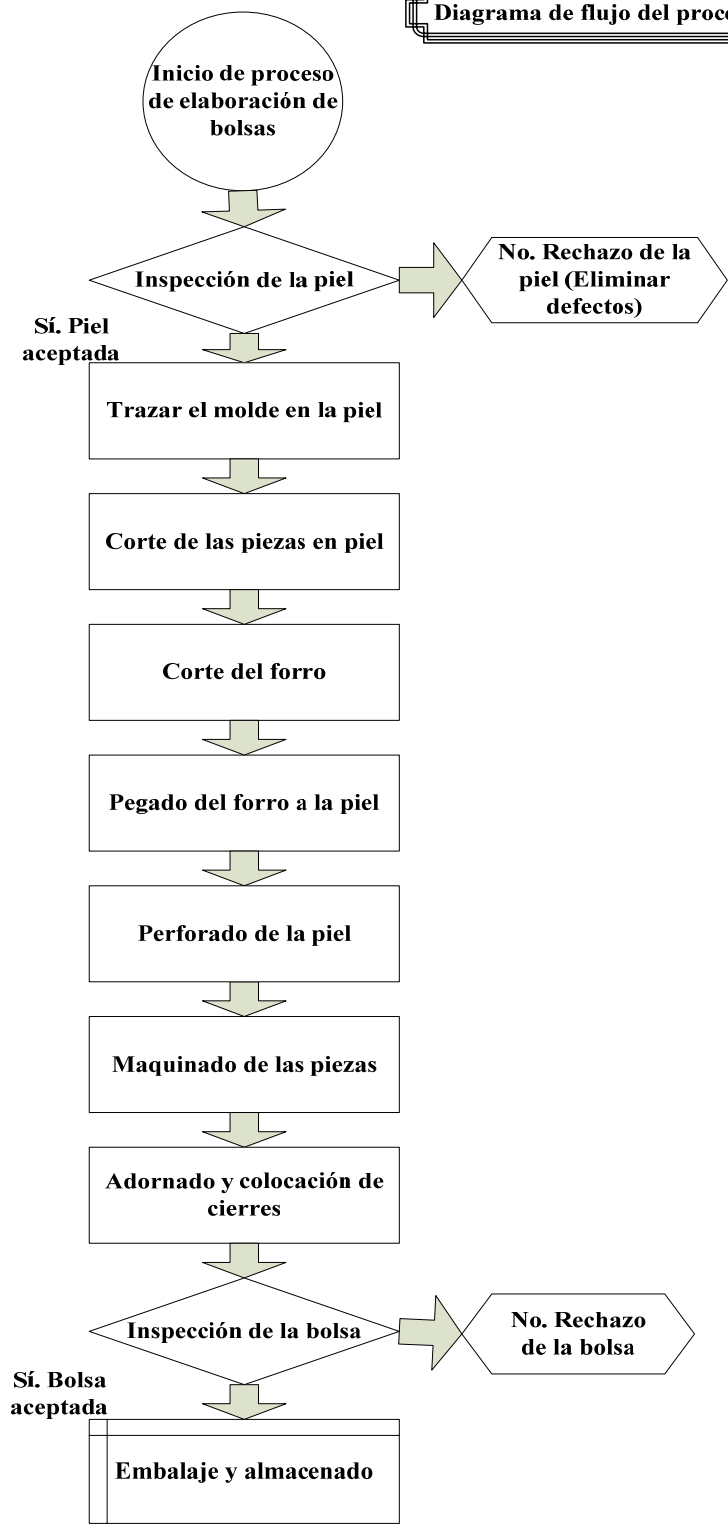 Diagrama de flujo del proce
Inicio de proceso
de elaboración de
bolsas
Inspección de la piel
No. Rechazo de la
piel (Eliminar
defectos)
Sí. Piel
aceptada
Trazar el molde en la piel
Corte de las piezas en piel
Corte del forro
Pegado del forro a la piel
Perforado de la piel
Maquinado de las piezas
Adornado y colocación de
cierres
Inspección de la bolsa
No. Rechazo
de la bolsa
Sí. Bolsa
aceptada
Embalaje y almacenado